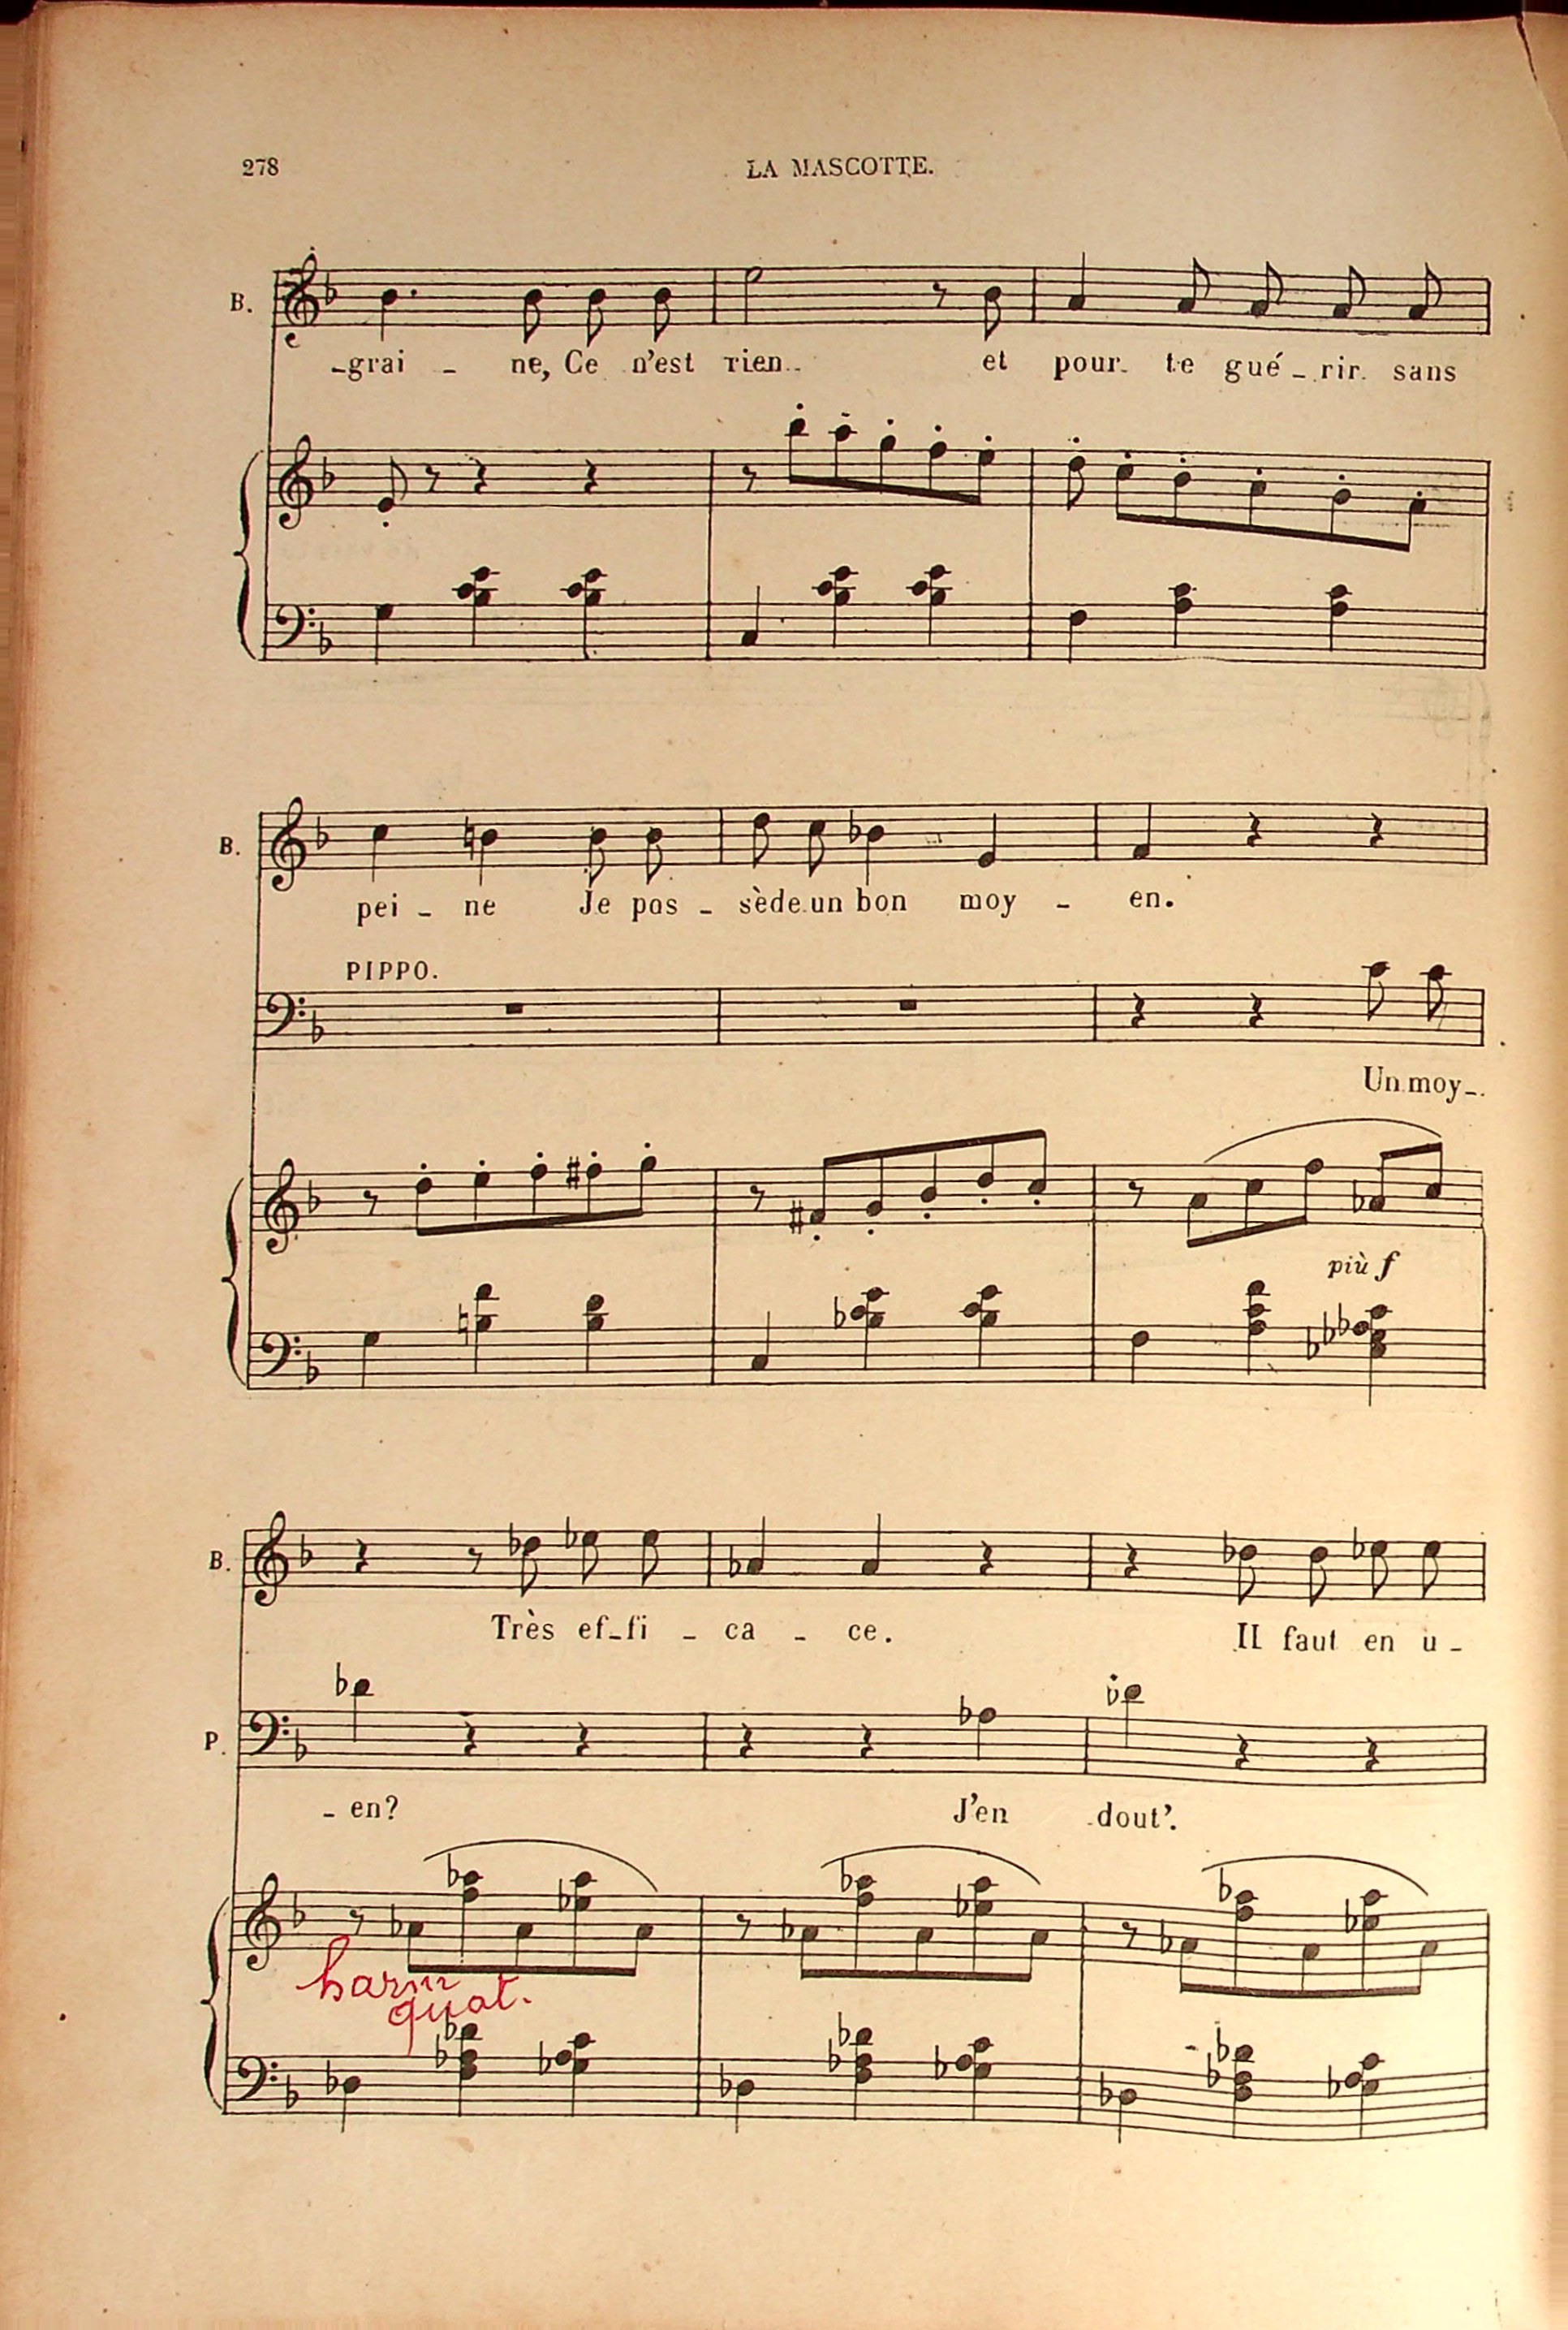 278 LA MASCOTTE.
B.
-grai - ne, Ce n'est rien. et pour te gué - rir sans
B.
pei - ne Je pos - sède un bon moy - en.
PIPPO.
Un moy -
più f
B.
Très ef - fi - ca - ce. Il faut en u -
P.
- en? J'en dout'.
harm
quat.